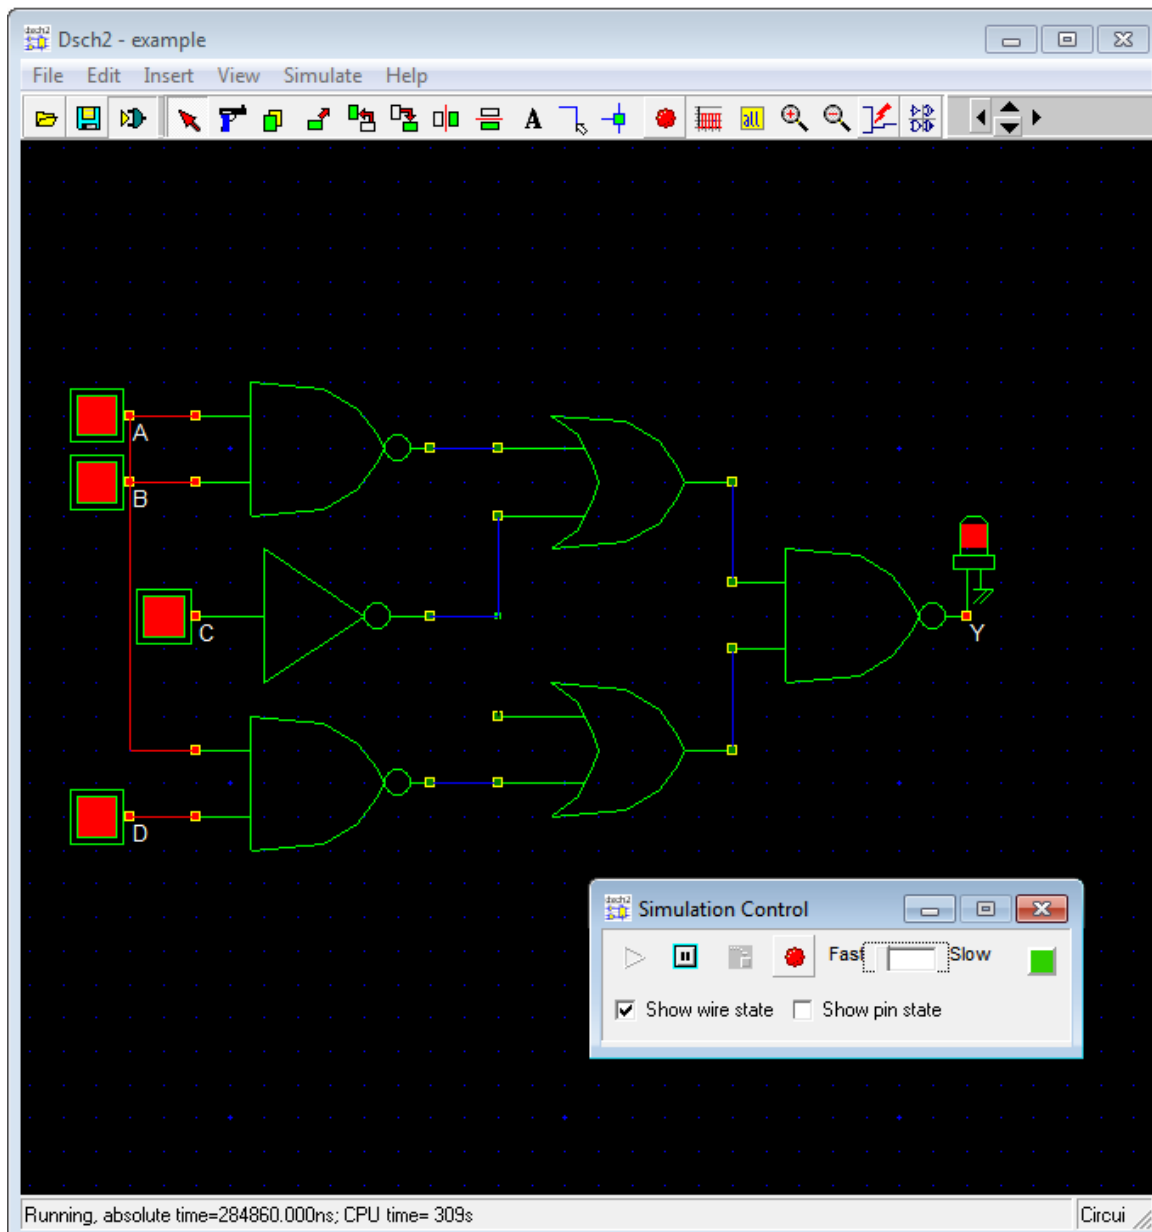 Dsch2 - example
File Edit Insert View Simulate Help
A
B
C
Y
D
Simulation Control
Fast Slow
Show wire state Show pin state
Running, absolute time=284860.000ns; CPU time= 309s Circui